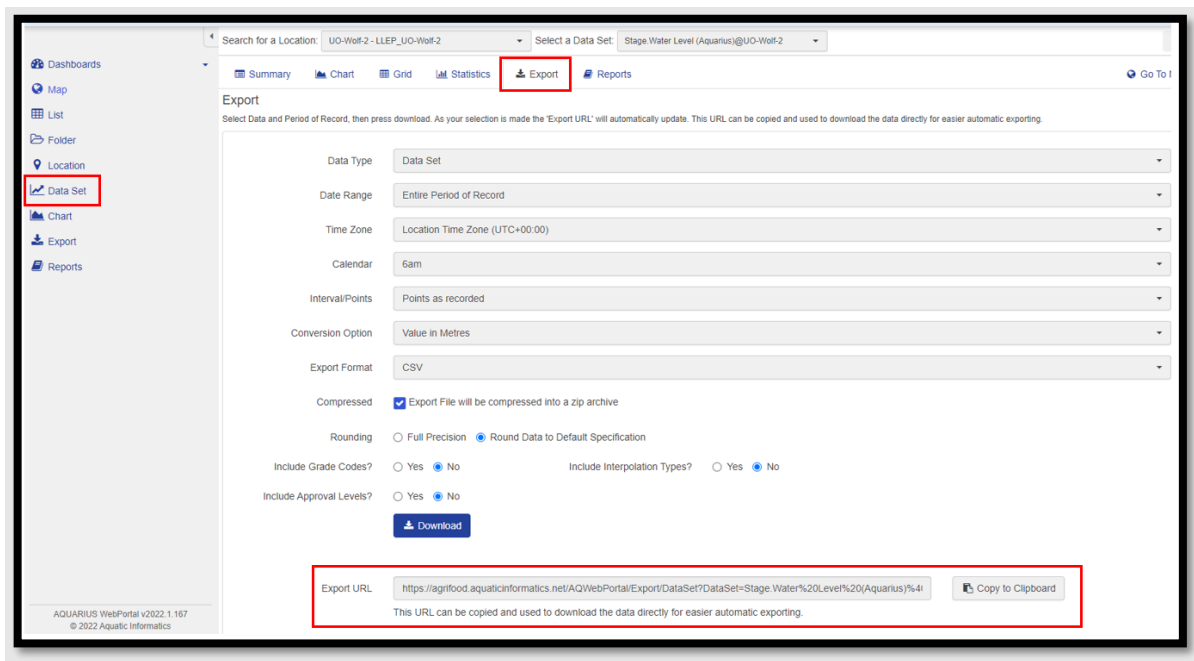 Search for a Location: UO-Wolf-2 - LLEP_UO-Wolf-2 Select a Data Set: Stage.Water Level (Aquarius)@UO-Wolf-2
Dashboards
Map
List
Folder
Location
Data Set
Chart
Export
Reports
Summary Chart Grid Statistics Export Reports Go To
Export
Select Data and Period of Record, then press download. As your selection is made the 'Export URL' will automatically update. This URL can be copied and used to download the data directly for easier automatic exporting.
Data Type Data Set
Date Range Entire Period of Record
Time Zone Location Time Zone (UTC+00:00)
Calendar 6am
Interval/Points Points as recorded
Conversion Option Value in Metres
Export Format CSV
Compressed Export File will be compressed into a zip archive
Rounding Full Precision Round Data to Default Specification
Include Grade Codes? Yes No Include Interpolation Types? Yes No
Include Approval Levels? Yes No
Download
Export URL https://agrifood.aquaticinformatics.net/AQWebPortal/Export/DataSet?DataSet=Stage.Water%20Level%20(Aquarius)%4 Copy to Clipboard
This URL can be copied and used to download the data directly for easier automatic exporting.
AQUARIUS WebPortal v2022.1.167
© 2022 Aquatic Informatics